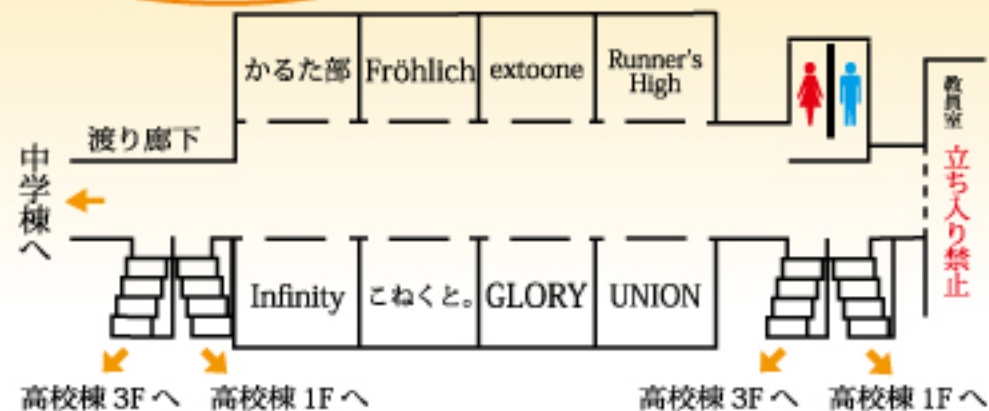 かるた部
Fröhlich
extoone
Runner's
High
教員室
渡り廊下
中学棟へ
立ち入り禁止
Infinity
こねくと。
GLORY
UNION
高校棟 3F へ
高校棟 1F へ
高校棟 3F へ
高校棟 1F へ